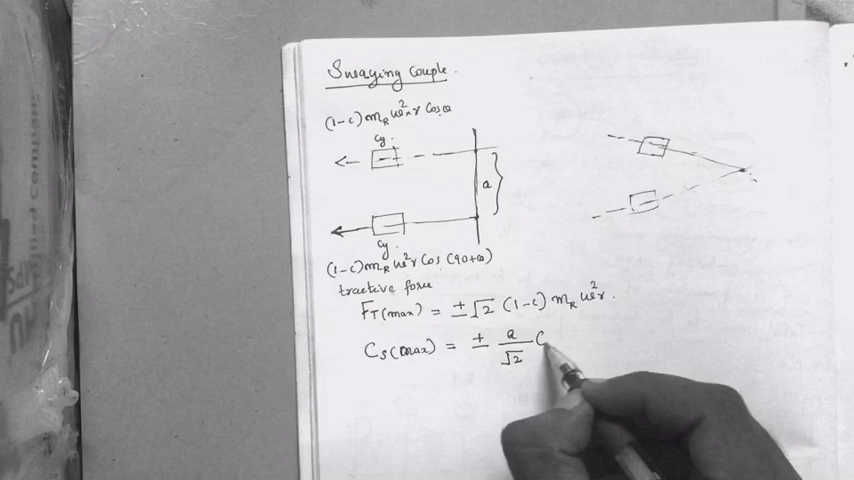 Swaying Couple.
(1-c) m_R ω² r cos θ
Cy.
a
Cy.
(1-c) m_R ω² r cos (90+θ)
tractive force
F_T(max) = ±√2 (1-c) m_R ω² r.
C_s(max) = ± a/√2 (